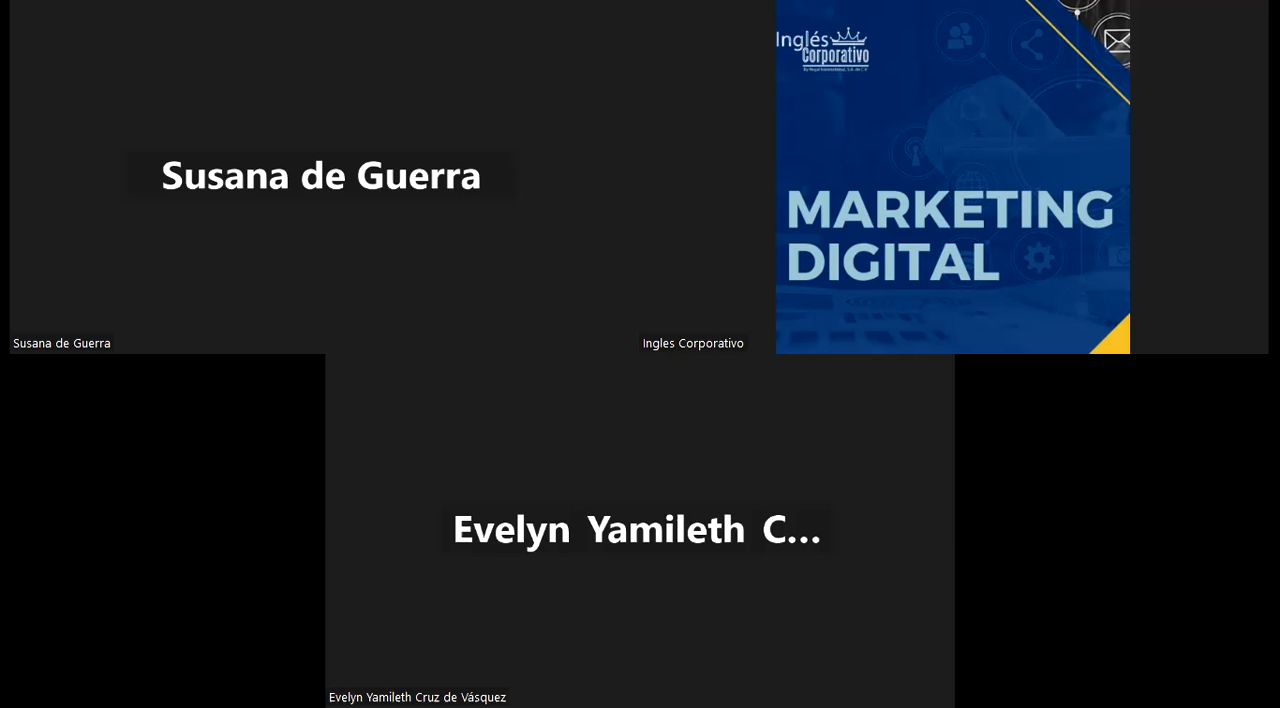 Susana de Guerra
Susana de Guerra
Inglés
Corporativo
MARKETING
DIGITAL
Ingles Corporativo
Evelyn Yamileth C...
Evelyn Yamileth Cruz de Vásquez